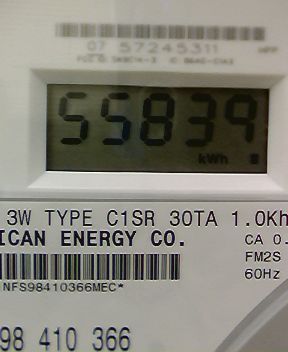 07 57245311
55839
kWh
3W TYPE C1SR 30TA 1.0Kh
ICAN ENERGY CO.
CA 0.
FM2S
60Hz
NFS98410366MEC*
98 410 366